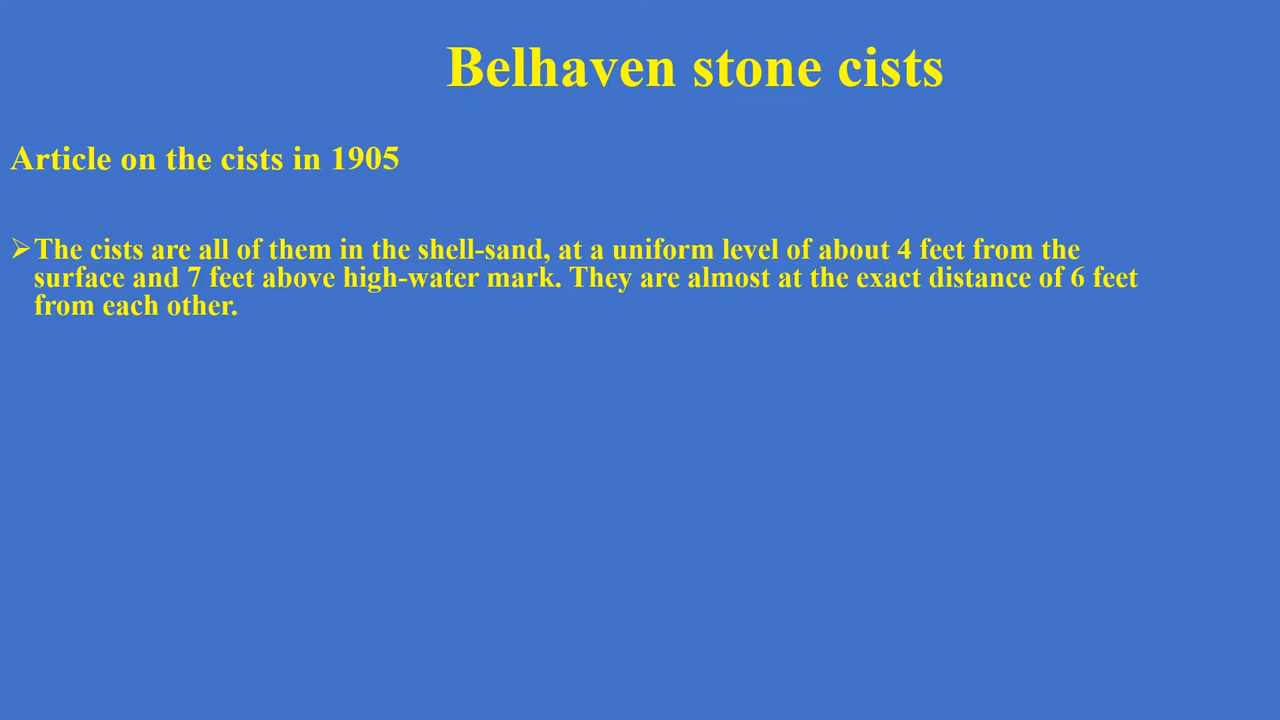 Belhaven stone cists
Article on the cists in 1905
➢The cists are all of them in the shell-sand, at a uniform level of about 4 feet from the
surface and 7 feet above high-water mark. They are almost at the exact distance of 6 feet
from each other.